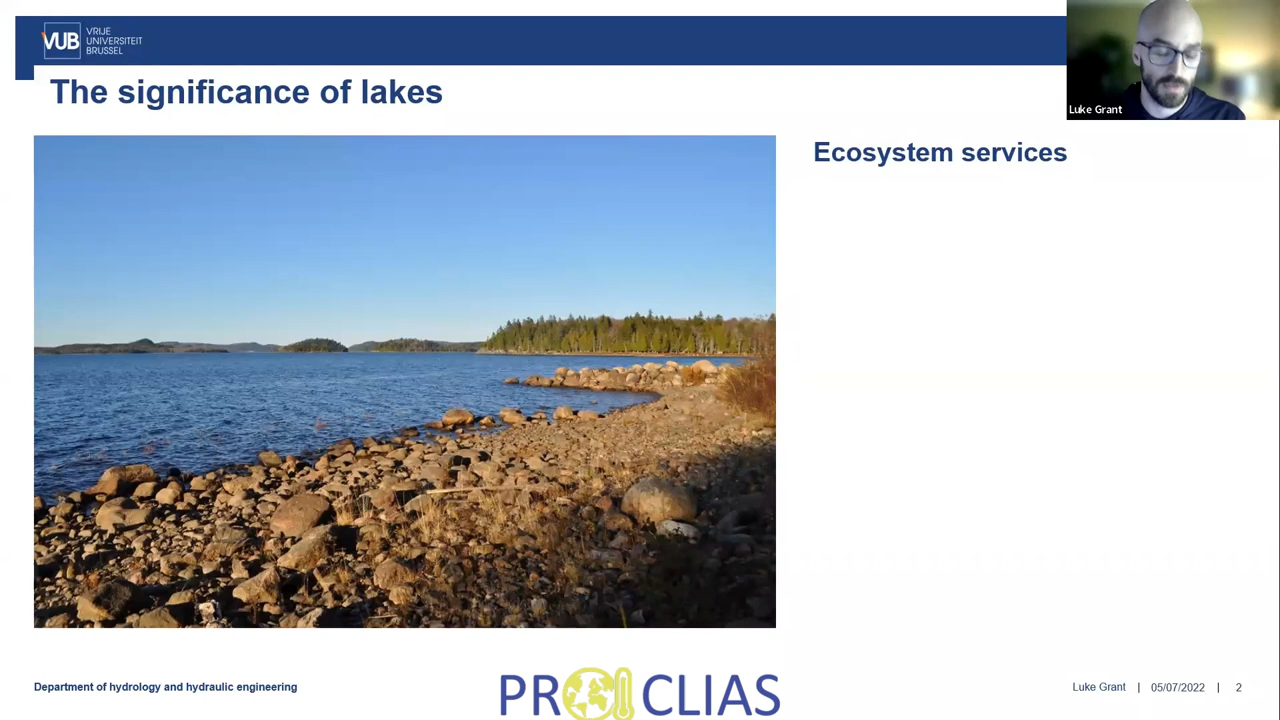 VUB
VRIJE
UNIVERSITEIT
BRUSSEL
Luke Grant
The significance of lakes
Ecosystem services
Department of hydrology and hydraulic engineering
PROCLIAS
Luke Grant | 05/07/2022 | 2